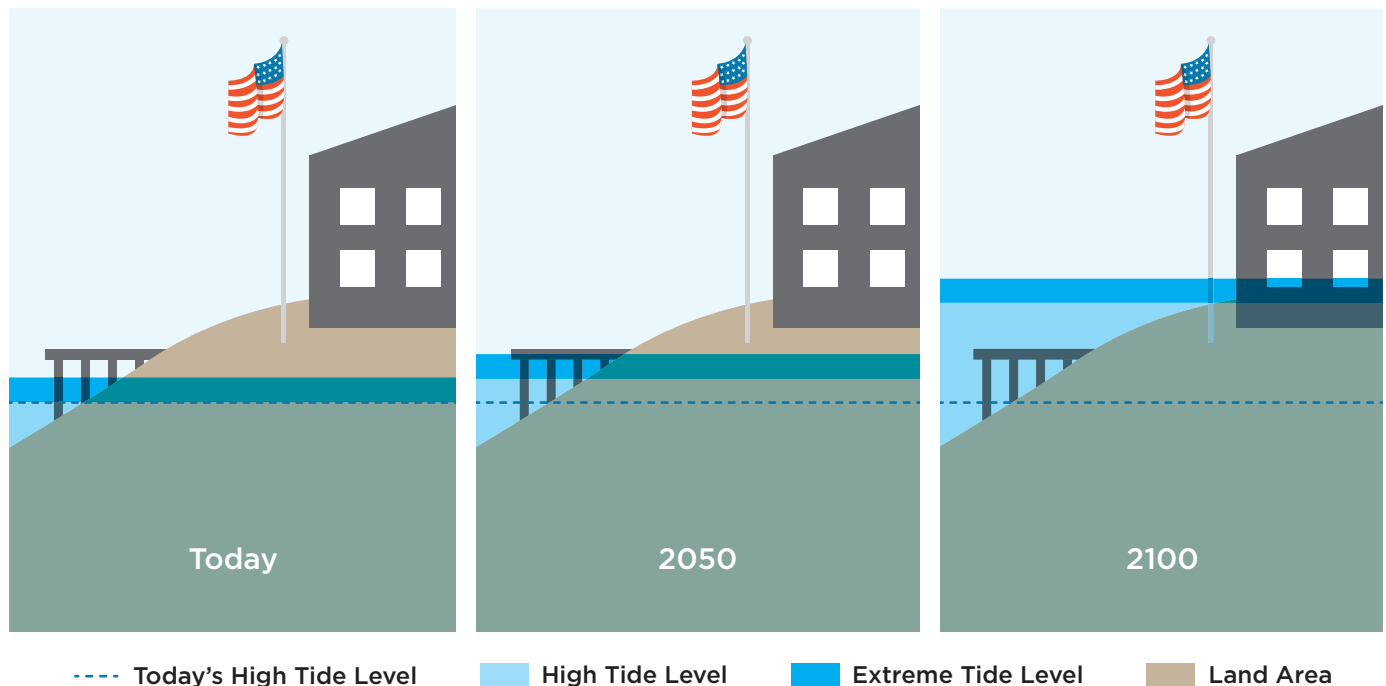 Today
2050
2100
Today's High Tide Level
High Tide Level
Extreme Tide Level
Land Area